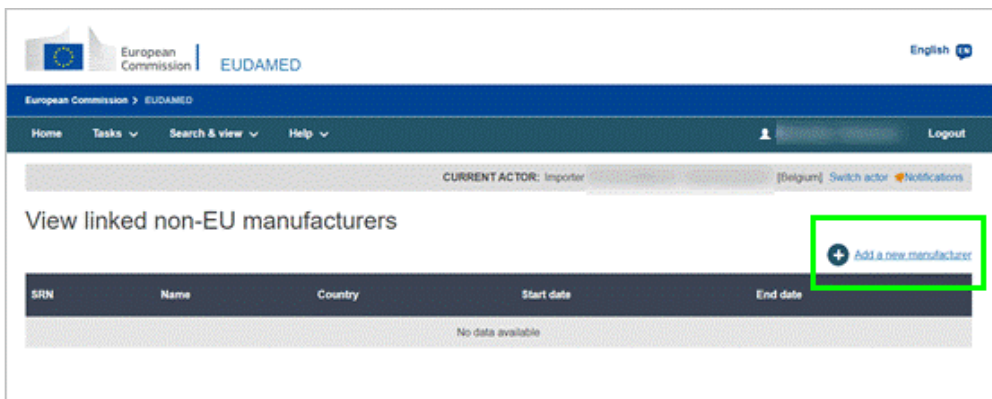 European
Commission
EUDAMED
English EN
European Commission > EUDAMED
Home Tasks Search & view Help Logout
CURRENT ACTOR: Importer [Belgium] Switch actor Notifications
View linked non-EU manufacturers
Add a new manufacturer
SRN Name Country Start date End date
No data available